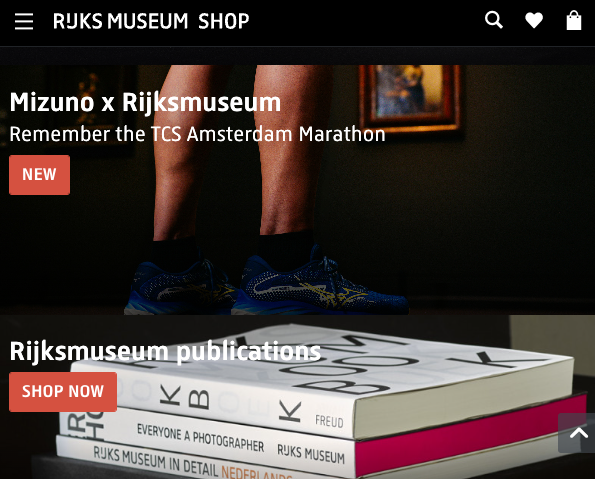 RIJKS MUSEUM SHOP
Mizuno x Rijksmuseum
Remember the TCS Amsterdam Marathon
NEW
Rijksmuseum publications
SHOP NOW
K B
BOOM
K
K
FREUD
EVERYONE A PHOTOGRAPHER RIJKS MUSEUM
RIJKS MUSEUM IN DETAIL NEDERLANDS